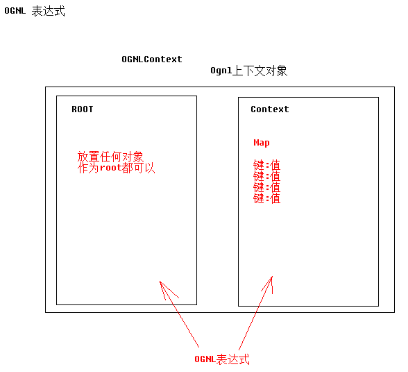 OGNL 表达式
OGNLContext
Ognl上下文对象
ROOT
放置任何对象
作为root都可以
Context
Map
键:值
键:值
键:值
键:值
OGNL表达式